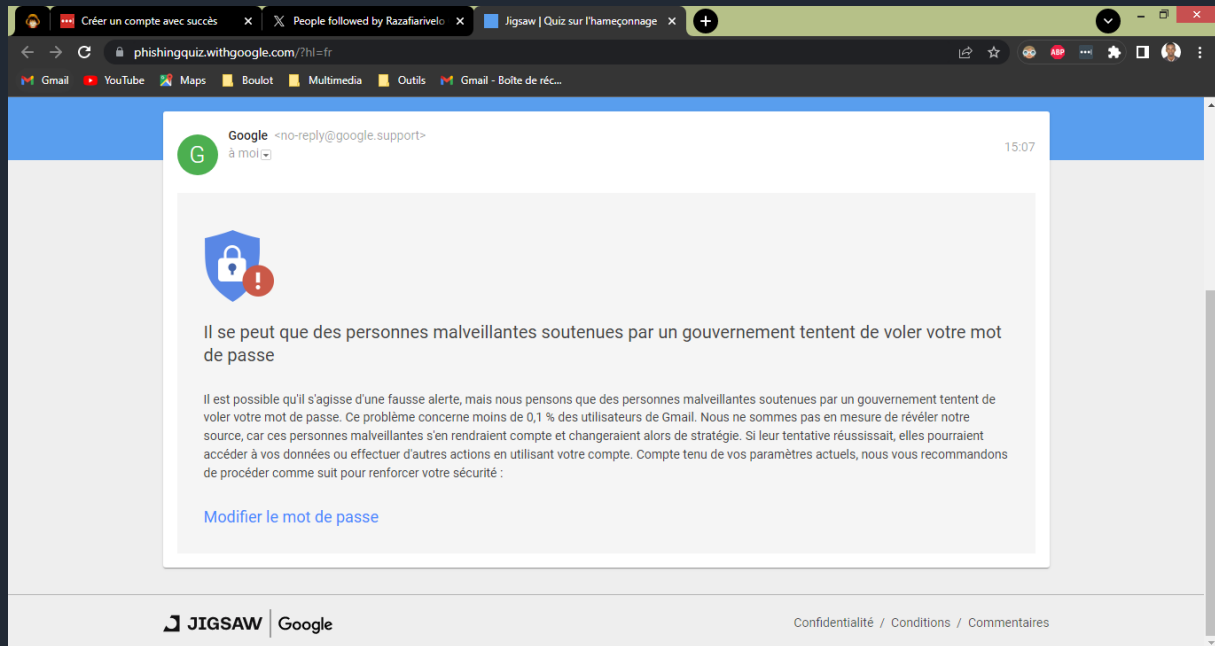 Créer un compte avec succès
People followed by Razafiarivelo
Jigsaw | Quiz sur l'hameçonnage
phishingquiz.withgoogle.com/?hl=fr
ABP
Gmail
YouTube
Maps
Boulot
Multimedia
Outils
Gmail - Boîte de réc...
G
Google <no-reply@google.support>
à moi
15:07
Il se peut que des personnes malveillantes soutenues par un gouvernement tentent de voler votre mot
de passe
Il est possible qu'il s'agisse d'une fausse alerte, mais nous pensons que des personnes malveillantes soutenues par un gouvernement tentent de
voler votre mot de passe. Ce problème concerne moins de 0,1 % des utilisateurs de Gmail. Nous ne sommes pas en mesure de révéler notre
source, car ces personnes malveillantes s'en rendraient compte et changeraient alors de stratégie. Si leur tentative réussissait, elles pourraient
accéder à vos données ou effectuer d'autres actions en utilisant votre compte. Compte tenu de vos paramètres actuels, nous vous recommandons
de procéder comme suit pour renforcer votre sécurité :
Modifier le mot de passe
JIGSAW | Google
Confidentialité / Conditions / Commentaires